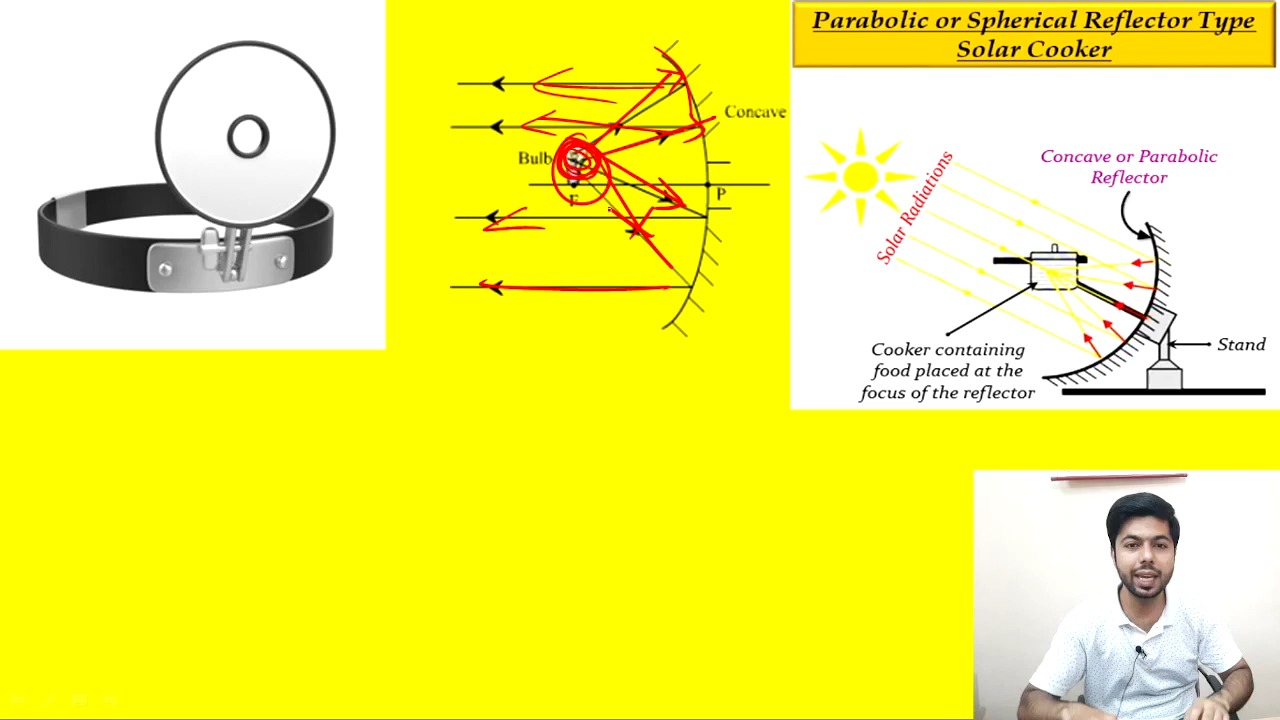 Parabolic or Spherical Reflector Type
Solar Cooker
Concave
Bulb
F
P
Solar Radiations
Concave or Parabolic
Reflector
Stand
Cooker containing
food placed at the
focus of the reflector